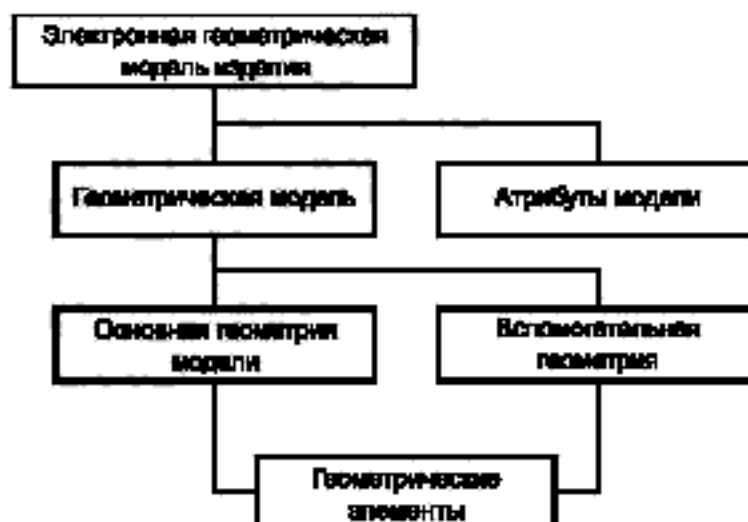 Электронная геометрическая
модель изделия
Геометрическая модель
Атрибуты модели
Основная геометрия
модели
Вспомогательная
геометрия
Геометрические
элементы